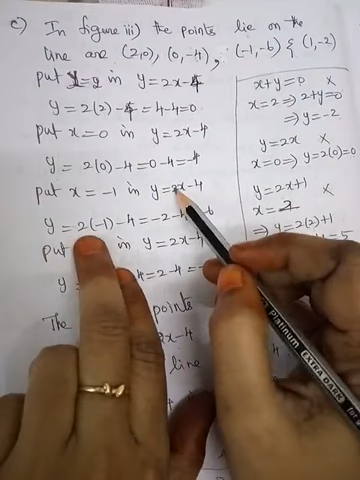 c) In figure iii) the points lie on the
line are (2,0), (0,-4), (-1,-6) & (1,-2)
put x=2 in y=2x-4
y=2(2)-4=4-4=0
put x=0 in y=2x-4
y=2(0)-4=0-4=-4
put x=-1 in y=2x-4
y=2(-1)-4=-2-4 -6
put in y=2x-4
y 4=2-4=
The points
2x-4
line
x+y=0 ×
x=2=>2+y=0
=>y=-2
y=2x ×
x=0=>y=2(0)=0
y=2x+1
x=2 ×
=>y=2(2)+1
4 5
Platinum
EXTRA DARK